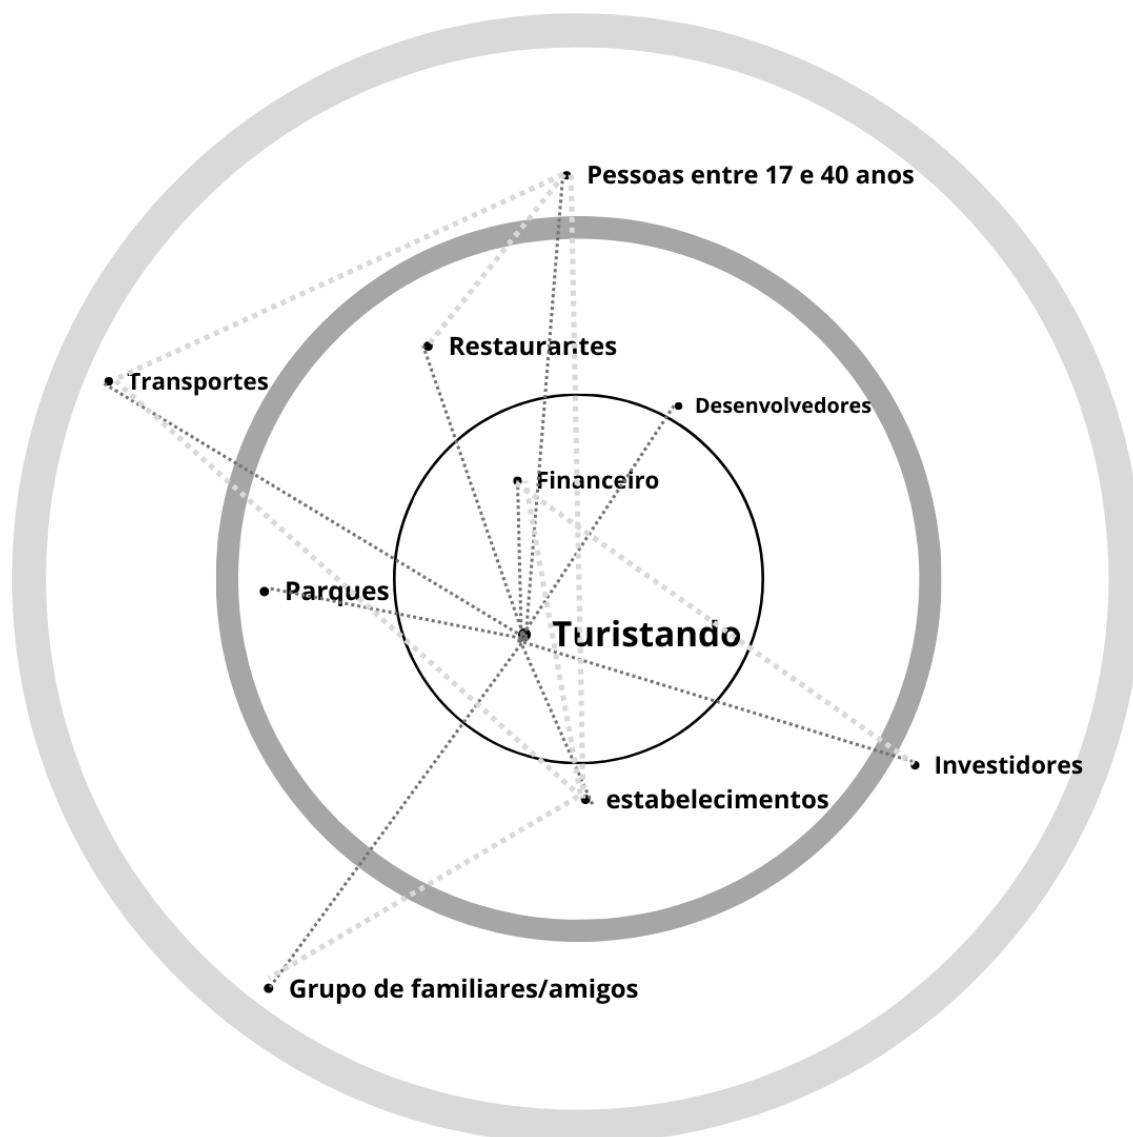 Pessoas entre 17 e 40 anos
Restaurantes
Transportes
Desenvolvedores
Financeiro
Parques
Turistando
Investidores
estabelecimentos
Grupo de familiares/amigos